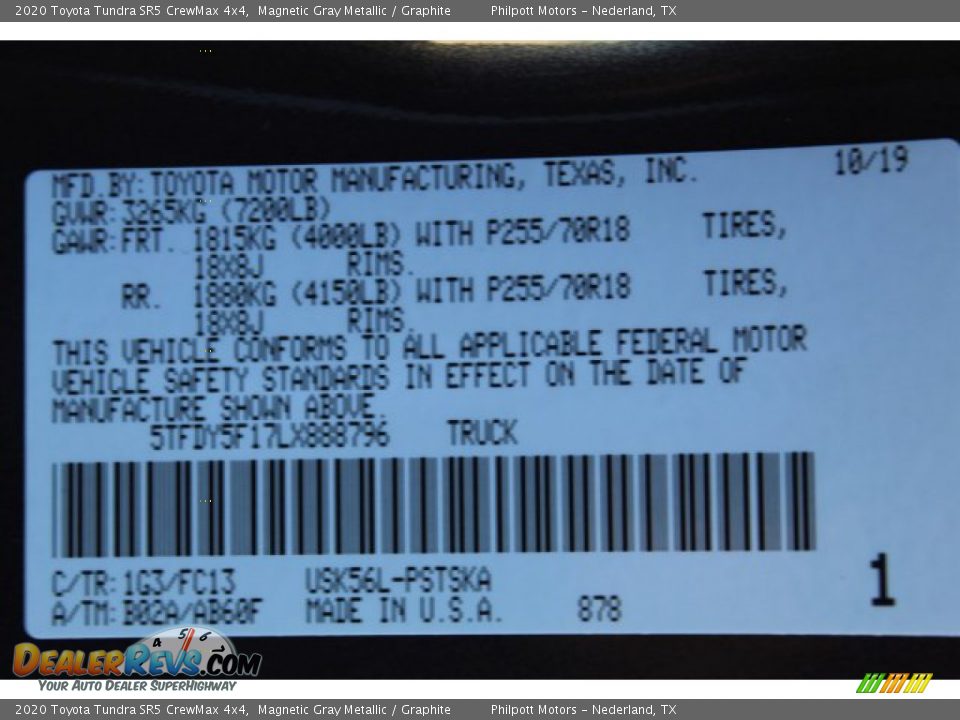 2020 Toyota Tundra SR5 CrewMax 4x4, Magnetic Gray Metallic / Graphite Philpott Motors - Nederland, TX
MFD.BY:TOYOTA MOTOR MANUFACTURING, TEXAS, INC. 10/19
GVWR:3265KG (7200LB)
GAWR:FRT. 1815KG (4000LB) WITH P255/70R18 TIRES,
18X8J RIMS.
RR. 1880KG (4150LB) WITH P255/70R18 TIRES,
18X8J RIMS.
THIS VEHICLE CONFORMS TO ALL APPLICABLE FEDERAL MOTOR
VEHICLE SAFETY STANDARDS IN EFFECT ON THE DATE OF
MANUFACTURE SHOWN ABOVE.
5TFDY5F17LX888796 TRUCK
C/TR:1G3/FC13 USK56L-PSTSKA
A/TM:B02A/AB60F MADE IN U.S.A. 878
1
4 5 6
DEALERREVS.COM
YOUR AUTO DEALER SUPERHIGHWAY
2020 Toyota Tundra SR5 CrewMax 4x4, Magnetic Gray Metallic / Graphite Philpott Motors - Nederland, TX